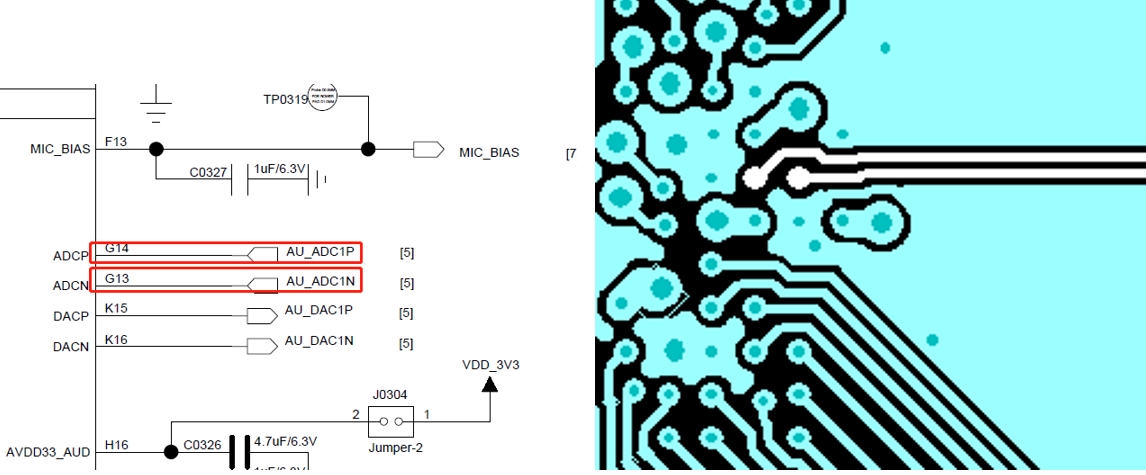 TP0319
MIC_BIAS F13 MIC_BIAS [7
C0327 1uF/6.3V
ADCP G14 AU_ADC1P [5]
ADCN G13 AU_ADC1N [5]
DACP K15 AU_DAC1P [5]
DACN K16 AU_DAC1N [5]
VDD_3V3
J0304
2 1
Jumper-2
AVDD33_AUD H16 C0326 4.7uF/6.3V